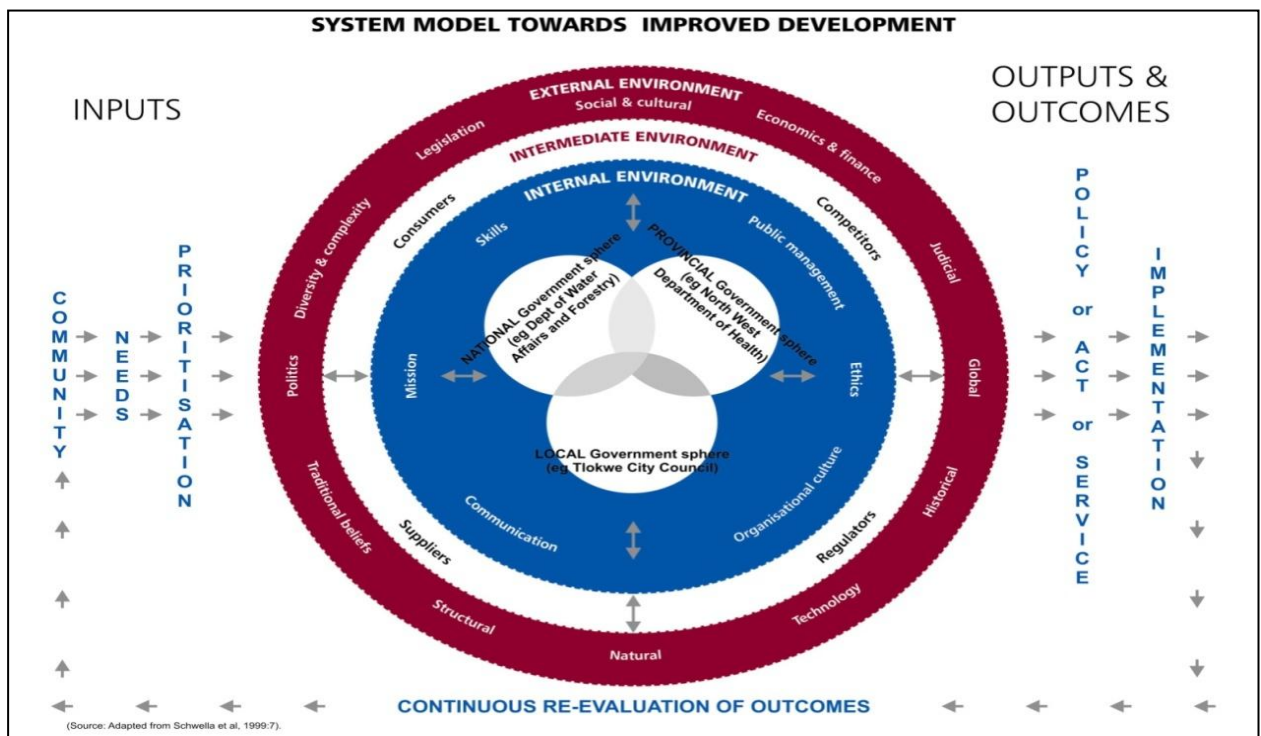 SYSTEM MODEL TOWARDS IMPROVED DEVELOPMENT
INPUTS
OUTPUTS &
OUTCOMES
COMMUNITY
NEEDS
PRIORITISATION
EXTERNAL ENVIRONMENT
Social & cultural
Legislation
Economics & finance
Diversity & complexity
Judicial
Politics
Global
Traditional beliefs
Historical
Structural
Technology
Natural
INTERMEDIATE ENVIRONMENT
Consumers
Competitors
Suppliers
Regulators
INTERNAL ENVIRONMENT
Skills
Public management
Mission
Ethics
Communication
Organisational culture
NATIONAL Government sphere
(eg Dept of Water
Affairs and Forestry)
PROVINCIAL Government sphere
(eg North West
Department of Health)
LOCAL Government sphere
(eg Tlokwe City Council)
POLICY or ACT or SERVICE
IMPLEMENTATION
CONTINUOUS RE-EVALUATION OF OUTCOMES
(Source: Adapted from Schwella et al, 1999:7).